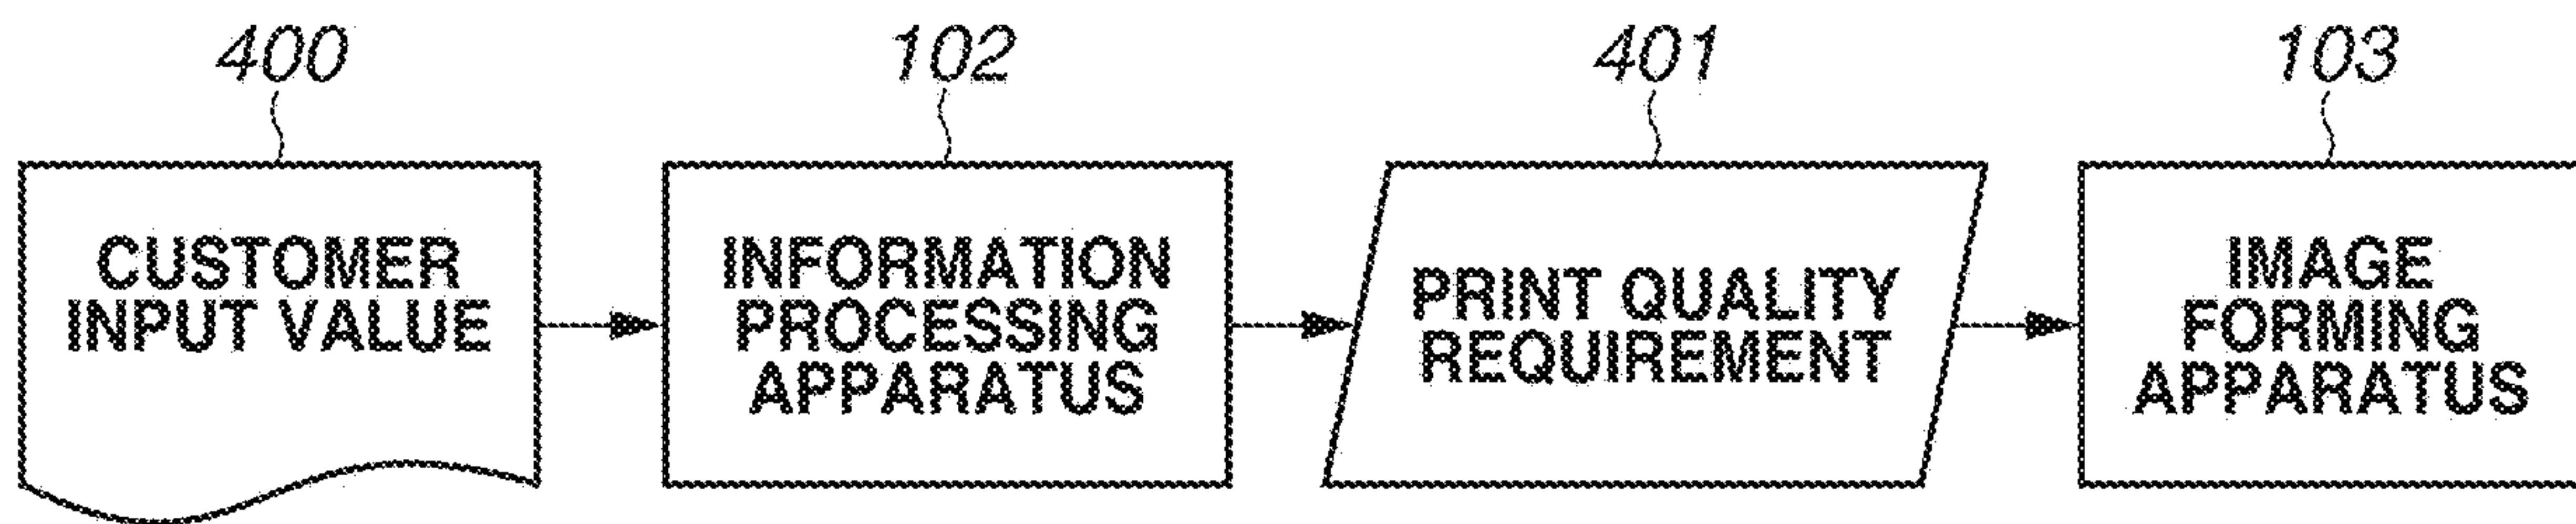 400
102
401
103
CUSTOMER
INPUT VALUE
INFORMATION
PROCESSING
APPARATUS
PRINT QUALITY
REQUIREMENT
IMAGE
FORMING
APPARATUS